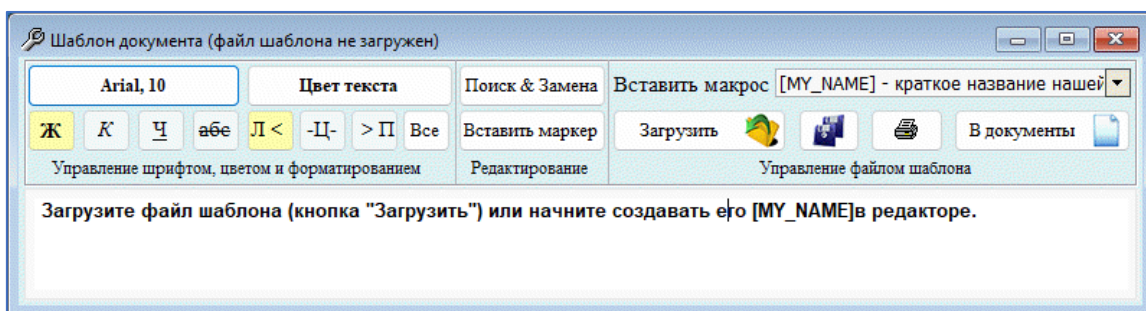 Шаблон документа (файл шаблона не загружен)
Arial, 10 Цвет текста Поиск & Замена Вставить макрос [MY_NAME] - краткое название нашей
Ж К Ч абв Л < -Ц- > П Все Вставить маркер Загрузить В документы
Управление шрифтом, цветом и форматированием Редактирование Управление файлом шаблона
Загрузите файл шаблона (кнопка "Загрузить") или начните создавать его [MY_NAME]в редакторе.